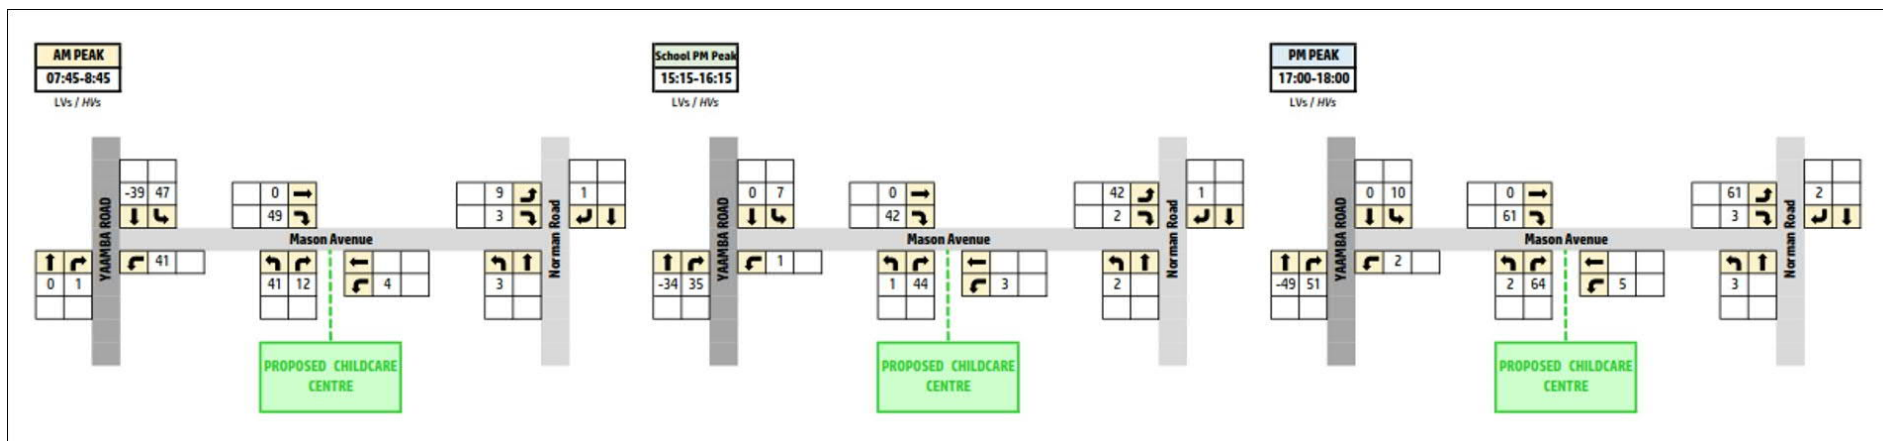 AM PEAK
07:45-8:45
LVs / HVs
-39 47
0
49
9
3
1
YAAMBA ROAD
Mason Avenue
Norman Road
41
0 1
41 12
4
3
PROPOSED CHILDCARE
CENTRE
School PM Peak
15:15-16:15
LVs / HVs
0 7
0
42
42
2
1
YAAMBA ROAD
Mason Avenue
Norman Road
1
-34 35
1 44
3
2
PROPOSED CHILDCARE
CENTRE
PM PEAK
17:00-18:00
LVs / HVs
0 10
0
61
61
3
2
YAAMBA ROAD
Mason Avenue
Norman Road
2
-49 51
2 64
5
3
PROPOSED CHILDCARE
CENTRE